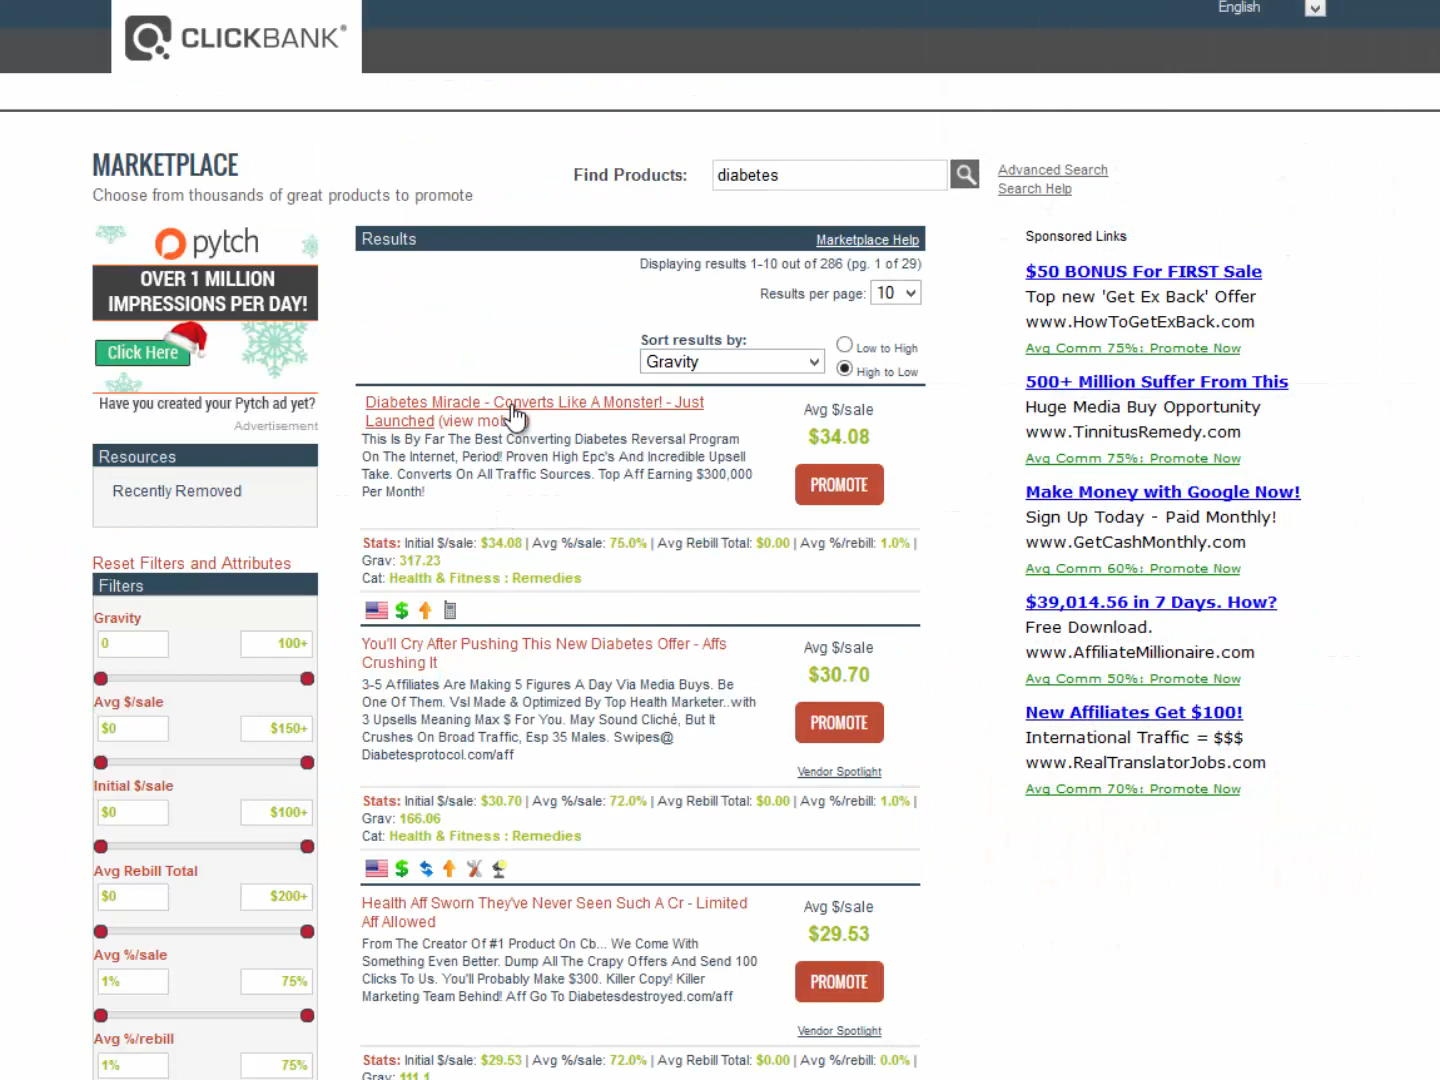 English
CLICKBANK®
MARKETPLACE
Choose from thousands of great products to promote
Find Products:
diabetes
Advanced Search
Search Help
pytch
OVER 1 MILLION
IMPRESSIONS PER DAY!
Click Here
Have you created your Pytch ad yet?
Advertisement
Resources
Recently Removed
Reset Filters and Attributes
Filters
Gravity
0
100+
Avg $/sale
$0
$150+
Initial $/sale
$0
$100+
Avg Rebill Total
$0
$200+
Avg %/sale
1%
75%
Avg %/rebill
1%
75%
Results
Marketplace Help
Displaying results 1-10 out of 286 (pg. 1 of 29)
Results per page: 10
Sort results by:
Gravity
Low to High
High to Low
Diabetes Miracle - Converts Like A Monster! - Just
Launched (view mo
This Is By Far The Best Converting Diabetes Reversal Program
On The Internet, Period! Proven High Epc's And Incredible Upsell
Take. Converts On All Traffic Sources. Top Aff Earning $300,000
Per Month!
Avg $/sale
$34.08
PROMOTE
Stats: Initial $/sale: $34.08 | Avg %/sale: 75.0% | Avg Rebill Total: $0.00 | Avg %/rebill: 1.0% |
Grav: 317.23
Cat: Health & Fitness : Remedies
You'll Cry After Pushing This New Diabetes Offer - Affs
Crushing It
3-5 Affiliates Are Making 5 Figures A Day Via Media Buys. Be
One Of Them. Vsl Made & Optimized By Top Health Marketer..with
3 Upsells Meaning Max $ For You. May Sound Cliché, But It
Crushes On Broad Traffic, Esp 35 Males. Swipes@
Diabetesprotocol.com/aff
Avg $/sale
$30.70
PROMOTE
Vendor Spotlight
Stats: Initial $/sale: $30.70 | Avg %/sale: 72.0% | Avg Rebill Total: $0.00 | Avg %/rebill: 1.0% |
Grav: 166.06
Cat: Health & Fitness : Remedies
Health Aff Sworn They've Never Seen Such A Cr - Limited
Aff Allowed
From The Creator Of #1 Product On Cb... We Come With
Something Even Better. Dump All The Crapy Offers And Send 100
Clicks To Us. You'll Probably Make $300. Killer Copy! Killer
Marketing Team Behind! Aff Go To Diabetesdestroyed.com/aff
Avg $/sale
$29.53
PROMOTE
Vendor Spotlight
Stats: Initial $/sale: $29.53 | Avg %/sale: 72.0% | Avg Rebill Total: $0.00 | Avg %/rebill: 0.0% |
Grav: 111.1
Sponsored Links
$50 BONUS For FIRST Sale
Top new 'Get Ex Back' Offer
www.HowToGetExBack.com
Avg Comm 75%: Promote Now
500+ Million Suffer From This
Huge Media Buy Opportunity
www.TinnitusRemedy.com
Avg Comm 75%: Promote Now
Make Money with Google Now!
Sign Up Today - Paid Monthly!
www.GetCashMonthly.com
Avg Comm 60%: Promote Now
$39,014.56 in 7 Days. How?
Free Download.
www.AffiliateMillionaire.com
Avg Comm 50%: Promote Now
New Affiliates Get $100!
International Traffic = $$$
www.RealTranslatorJobs.com
Avg Comm 70%: Promote Now